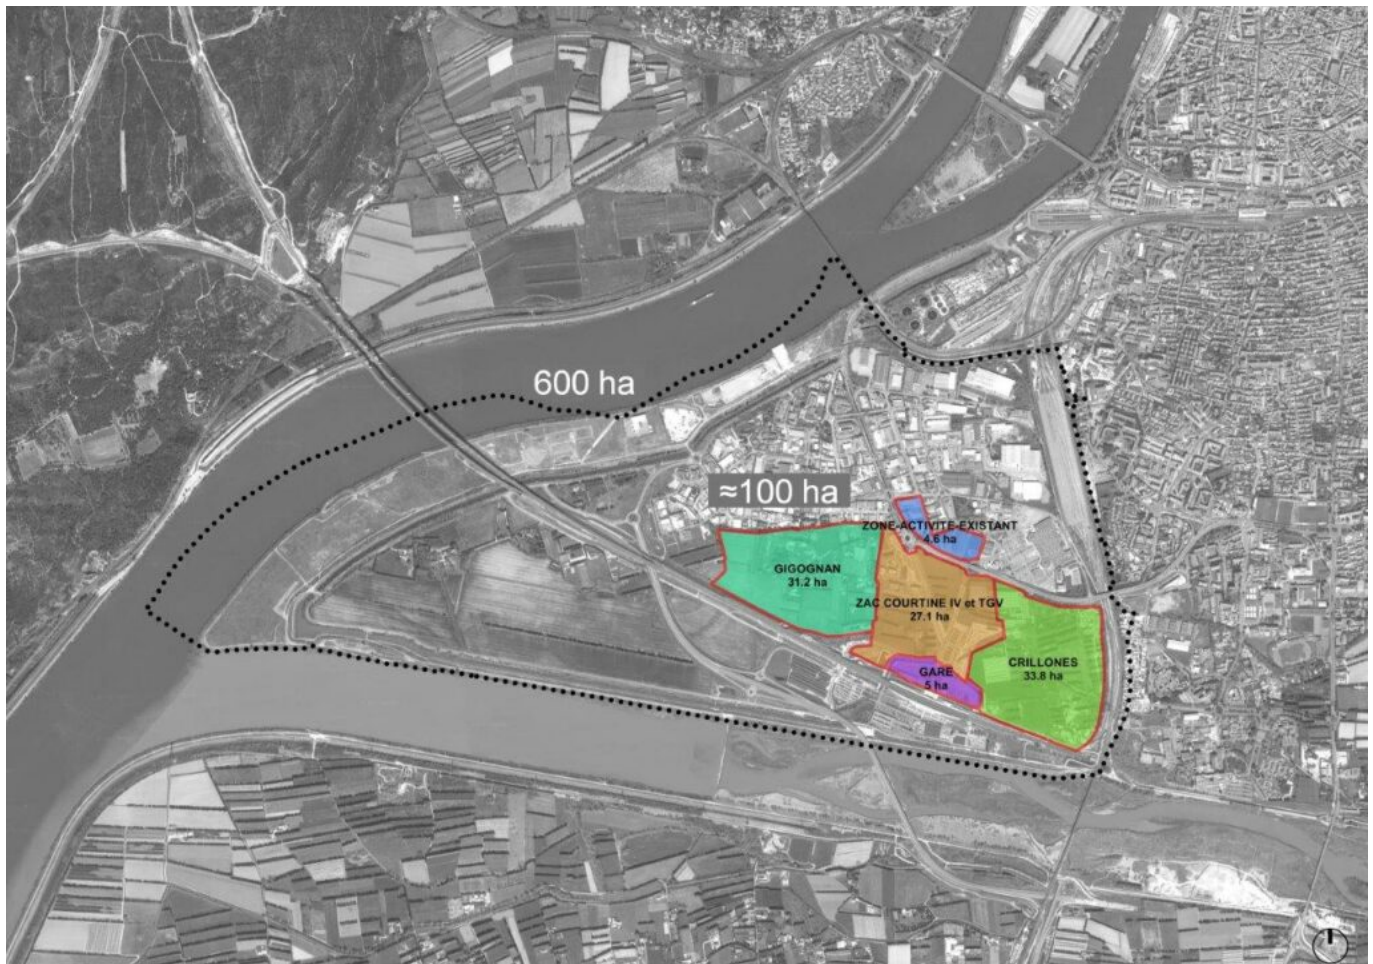 600 ha
≈100 ha
ZONE-ACTIVITE-EXISTANT
4.6 ha
GIGOGNAN
31.2 ha
ZAC COURTINE IV et TGV
27.1 ha
CRILLONES
33.8 ha
GARE
5 ha